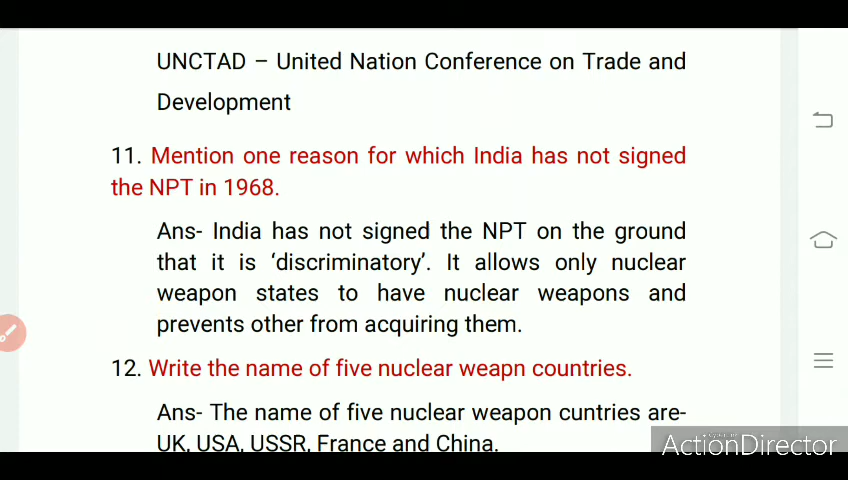 UNCTAD – United Nation Conference on Trade and
Development
11. Mention one reason for which India has not signed
the NPT in 1968.
Ans- India has not signed the NPT on the ground
that it is ‘discriminatory’. It allows only nuclear
weapon states to have nuclear weapons and
prevents other from acquiring them.
12. Write the name of five nuclear weapn countries.
Ans- The name of five nuclear weapon cuntries are-
UK, USA, USSR, France and China.
ActionDirector